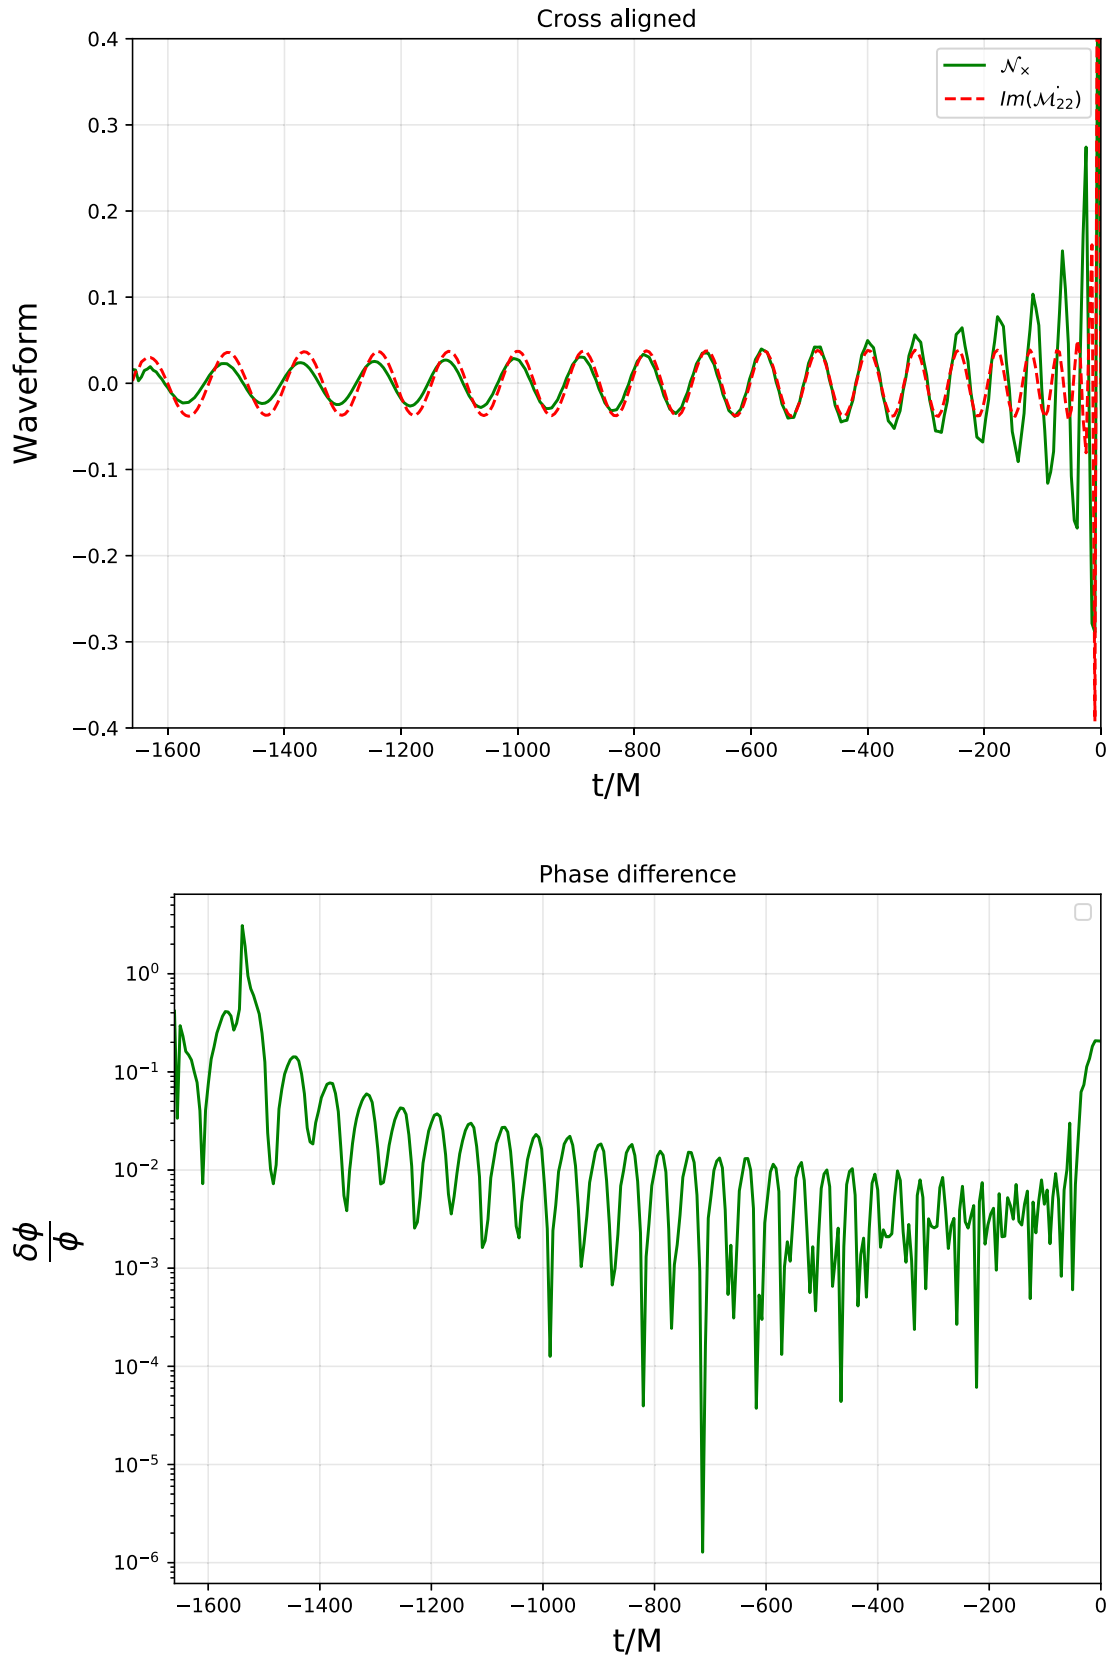 Cross aligned
0.4
0.3
0.2
0.1
0.0
−0.1
−0.2
−0.3
−0.4
Waveform
𝒩×
Im(ℳ̇22)
−1600 −1400 −1200 −1000 −800 −600 −400 −200 0
t/M
Phase difference
10^0
10^−1
10^−2
10^−3
10^−4
10^−5
10^−6
δϕ
ϕ
−1600 −1400 −1200 −1000 −800 −600 −400 −200 0
t/M